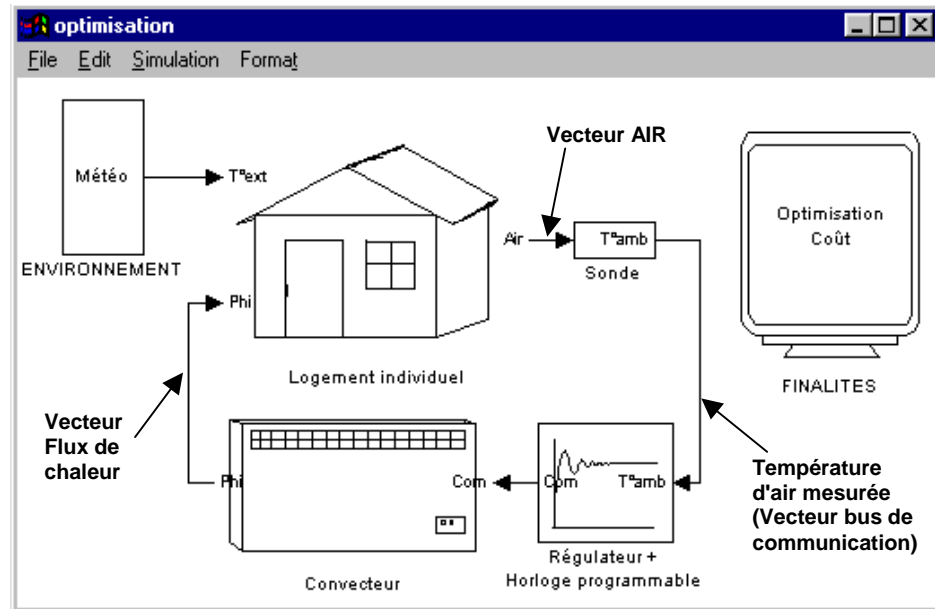 optimisation
File Edit Simulation Format
Météo
T°ext
ENVIRONNEMENT
Vecteur AIR
Air
T°amb
Sonde
Optimisation
Coût
FINALITES
Phi
Logement individuel
Vecteur
Flux de
chaleur
Phi
Com
Convecteur
Com
T°amb
Régulateur +
Horloge programmable
Température
d'air mesurée
(Vecteur bus de
communication)